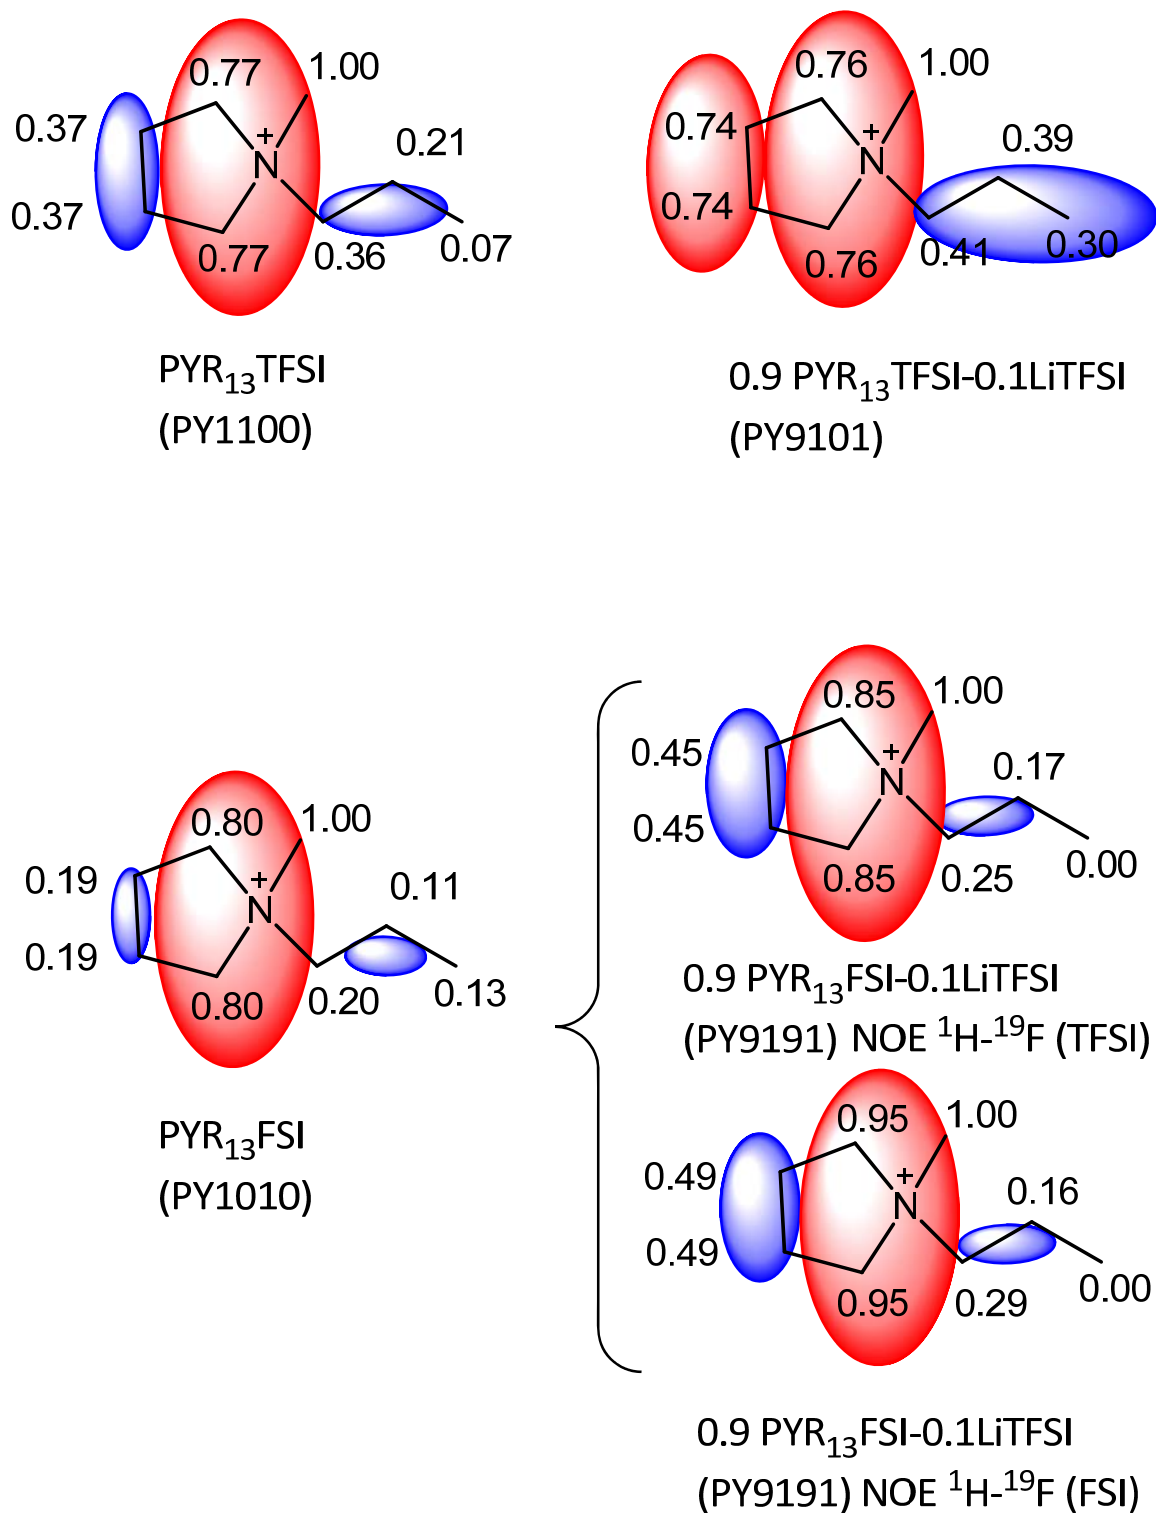 0.77 1.00
0.37
0.21
+
N
0.37
0.77 0.36 0.07
PYR₁₃TFSI
(PY1100)
0.76 1.00
0.74
0.39
+
N
0.74
0.76 0.41 0.30
0.9 PYR₁₃TFSI-0.1LiTFSI
(PY9101)
0.80 1.00
0.19
0.11
+
N
0.19
0.80 0.20 0.13
PYR₁₃FSI
(PY1010)
0.85 1.00
0.45
0.17
+
N
0.45
0.85 0.25 0.00
0.9 PYR₁₃FSI-0.1LiTFSI
(PY9191) NOE ¹H-¹⁹F (TFSI)
0.95 1.00
0.49
0.16
+
N
0.49
0.95 0.29 0.00
0.9 PYR₁₃FSI-0.1LiTFSI
(PY9191) NOE ¹H-¹⁹F (FSI)